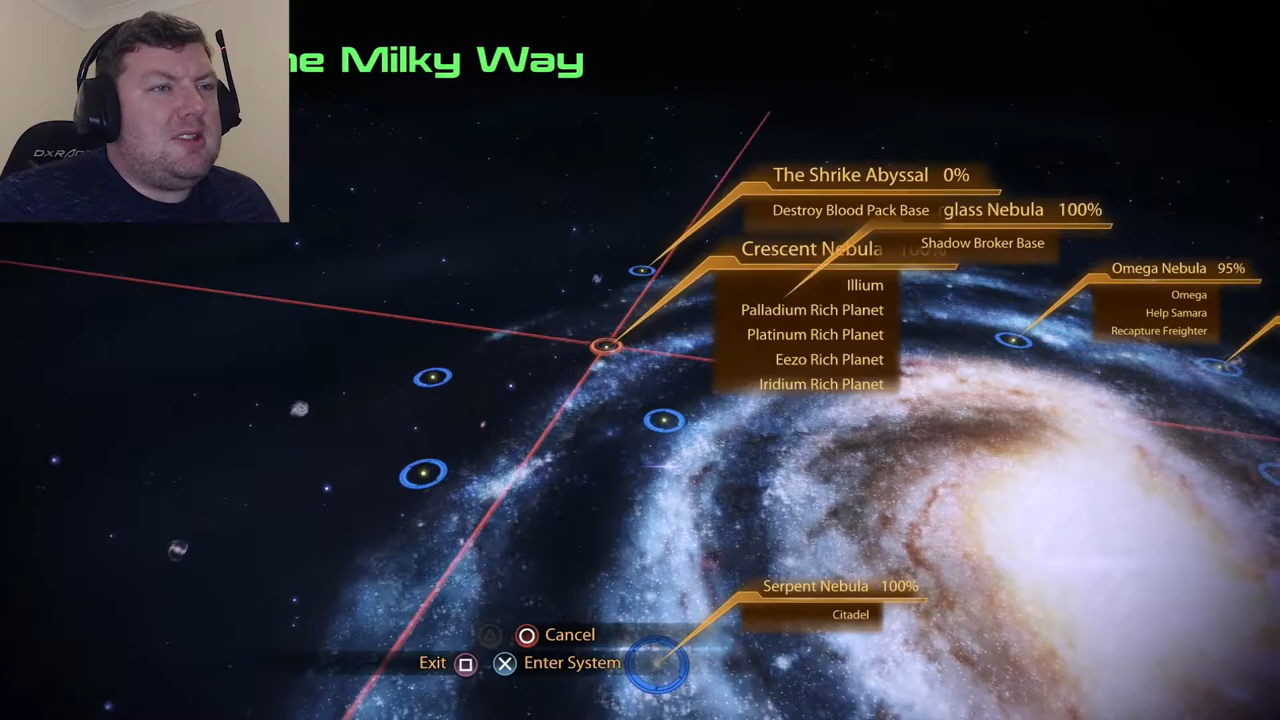 Milky Way
DXRA
The Shrike Abyssal 0%
Destroy Blood Pack Base
glass Nebula 100%
Shadow Broker Base
Crescent Nebula 100%
Illium
Palladium Rich Planet
Platinum Rich Planet
Eezo Rich Planet
Iridium Rich Planet
Omega Nebula 95%
Omega
Help Samara
Recapture Freighter
Serpent Nebula 100%
Citadel
Cancel
Exit
Enter System